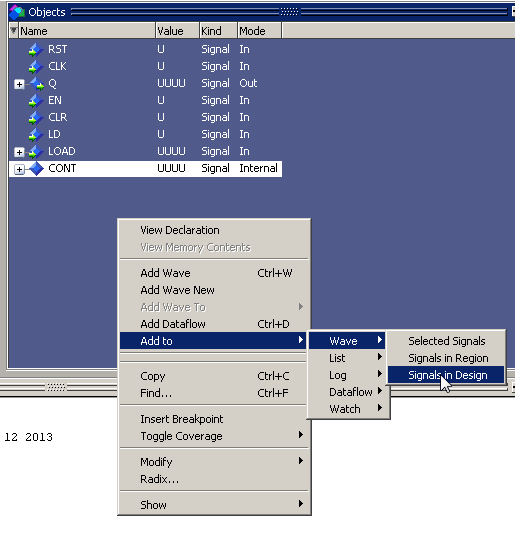 Objects
Name Value Kind Mode
RST U Signal In
CLK U Signal In
Q UUUU Signal Out
EN U Signal In
CLR U Signal In
LD U Signal In
LOAD UUUU Signal In
CONT UUUU Signal Internal
View Declaration
View Memory Contents
Add Wave Ctrl+W
Add Wave New
Add Wave To
Add Dataflow Ctrl+D
Add to
Copy Ctrl+C
Find... Ctrl+F
Insert Breakpoint
Toggle Coverage
Modify
Radix...
Show
Wave
List
Log
Dataflow
Watch
Selected Signals
Signals in Region
Signals in Design
12 2013